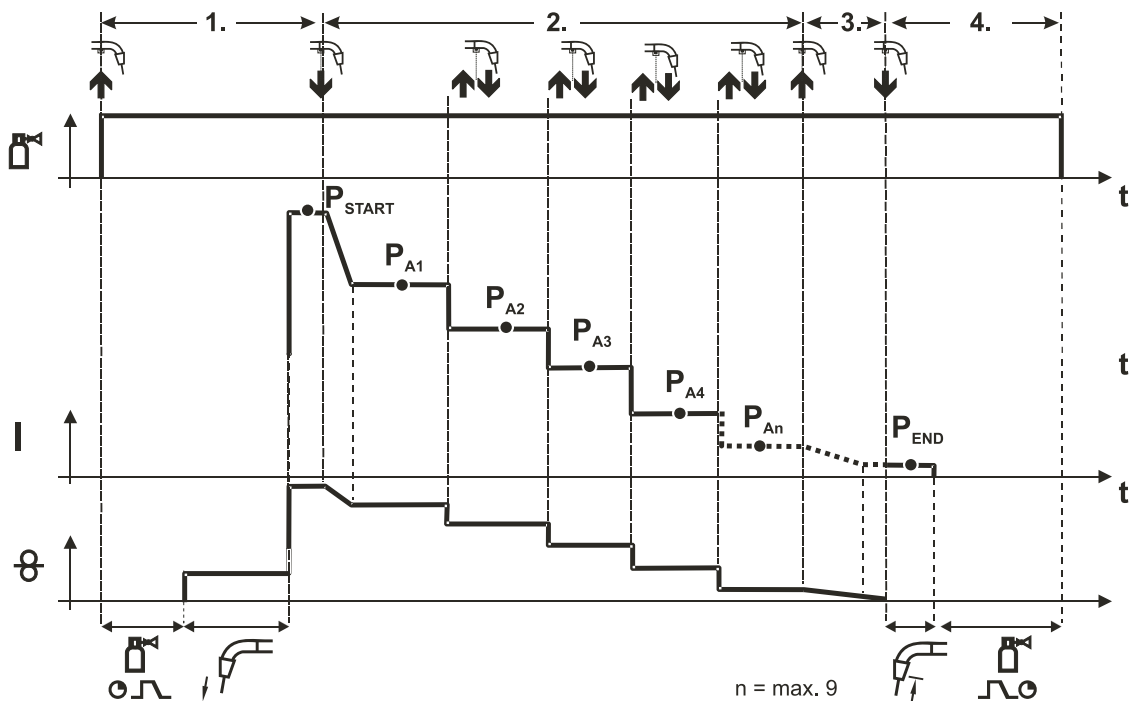 1. 2. 3. 4.
t
P START
P A1
P A2
P A3
t
P A4
P An
P END
I
t
n = max. 9